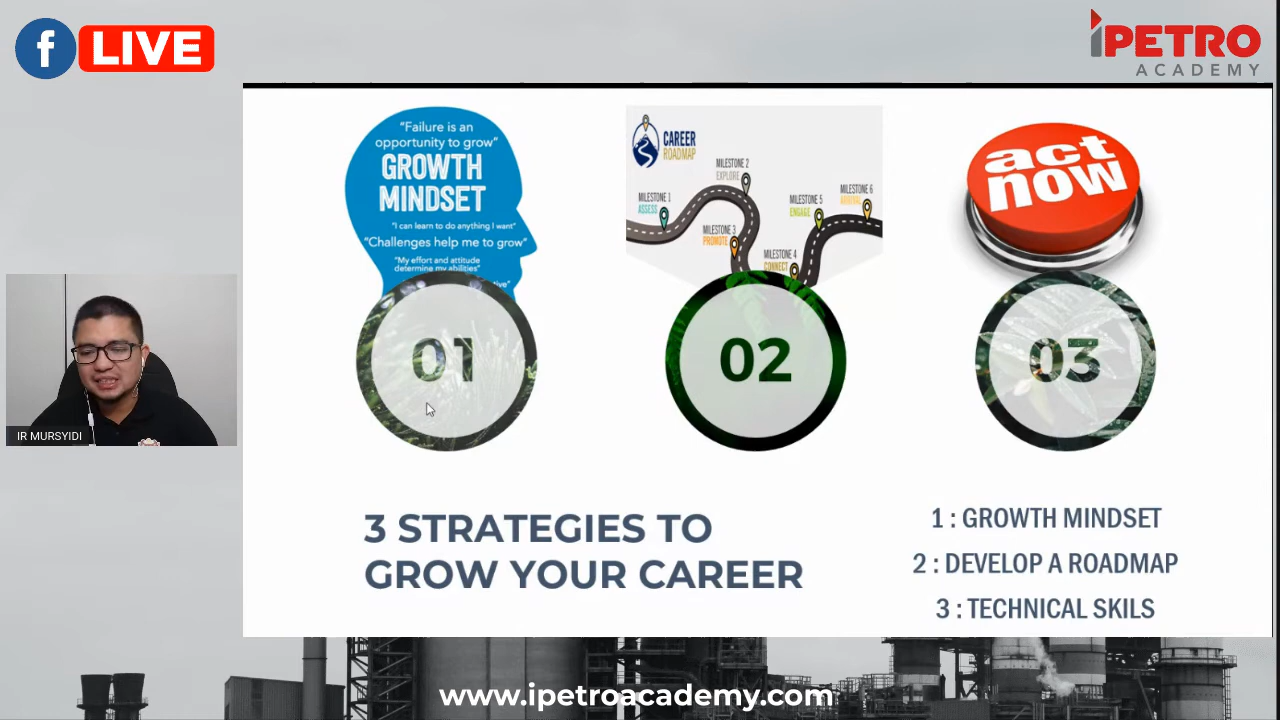 f LIVE
iPETRO
ACADEMY
"Failure is an
opportunity to grow"
GROWTH
MINDSET
"I can learn to do anything I want"
"Challenges help me to grow"
"My effort and attitude
determine my abilities"
CAREER
ROADMAP
MILESTONE 1
ASSESS
MILESTONE 2
EXPLORE
MILESTONE 3
PROMOTE
MILESTONE 4
CONNECT
MILESTONE 5
ENGAGE
MILESTONE 6
act
now
01
02
03
IR MURSYIDI
3 STRATEGIES TO
GROW YOUR CAREER
1 : GROWTH MINDSET
2 : DEVELOP A ROADMAP
3 : TECHNICAL SKILS
www.ipetroacademy.com